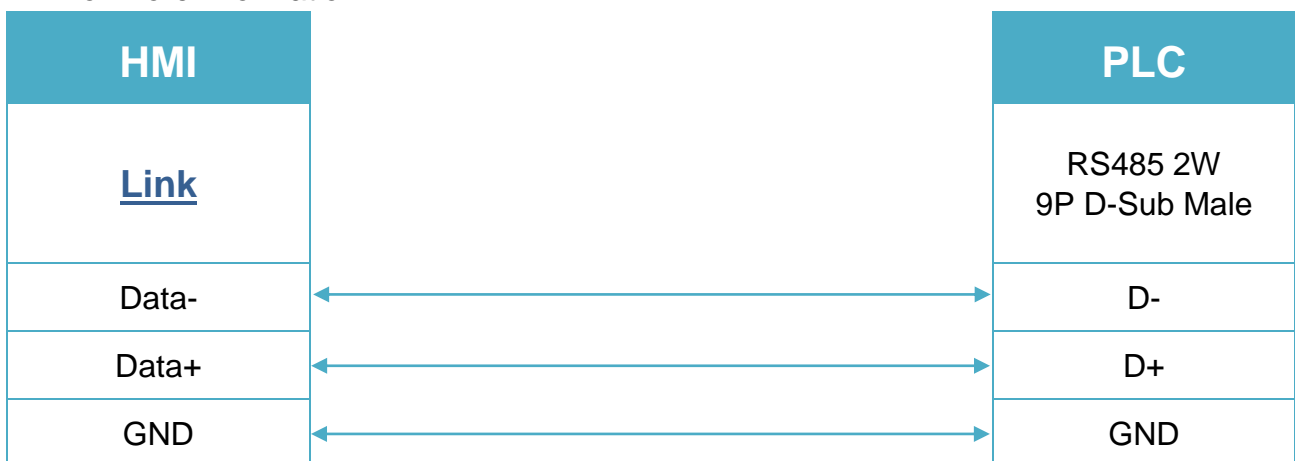 HMI
PLC
Link
RS485 2W
9P D-Sub Male
Data-
D-
Data+
D+
GND
GND